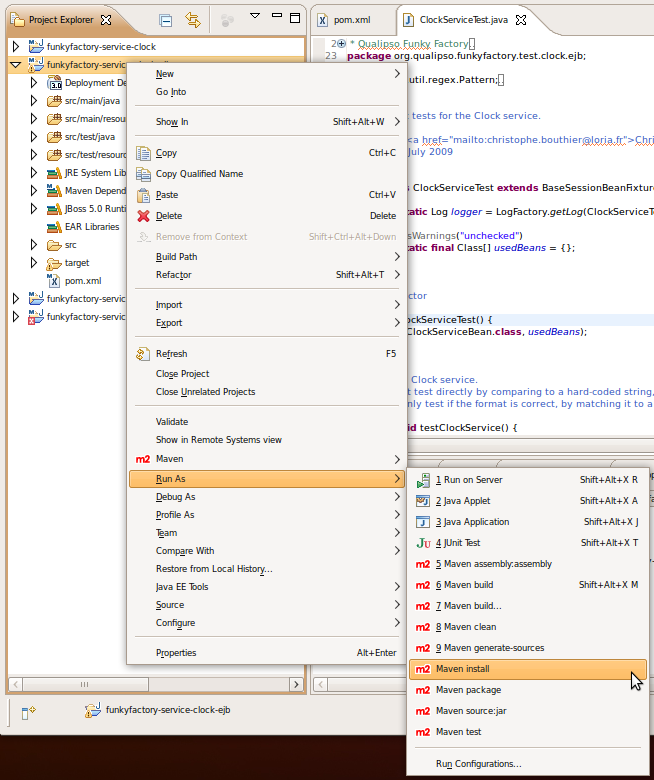 Project Explorer
funkyfactory-service-clock
funkyfactory-service-
Deployment De
src/main/java
src/main/resou
src/test/java
src/test/resourc
JRE System Lib
Maven Depend
JBoss 5.0 Runti
EAR Libraries
src
target
pom.xml
funkyfactory-servic
funkyfactory-servic
New
Go Into
Show In Shift+Alt+W
Copy Ctrl+C
Copy Qualified Name
Paste Ctrl+V
Delete Delete
Remove from Context Shift+Ctrl+Alt+Down
Build Path
Refactor Shift+Alt+T
Import
Export
Refresh F5
Close Project
Close Unrelated Projects
Validate
Show in Remote Systems view
m2 Maven
Run As
Debug As
Profile As
Team
Compare With
Restore from Local History...
Java EE Tools
Source
Configure
Properties Alt+Enter
pom.xml ClockServiceTest.java
2 * Qualipso Funky Factory
23 package org.qualipso.funkyfactory.test.clock.ejb;
util.regex.Pattern;
tests for the Clock service.
<a href="mailto:christophe.bouthier@loria.fr">Chri
July 2009
s ClockServiceTest extends BaseSessionBeanFixture
tatic Log logger = LogFactory.getLog(ClockServiceT
sWarnings("unchecked")
tatic final Class[] usedBeans = {};
ctor
ockServiceTest() {
ClockServiceBean.class, usedBeans);
Clock service.
t test directly by comparing to a hard-coded string,
nly test if the format is correct, by matching it to a
id testClockService() {
1 Run on Server Shift+Alt+X R
2 Java Applet Shift+Alt+X A
3 Java Application Shift+Alt+X J
4 JUnit Test Shift+Alt+X T
m2 5 Maven assembly:assembly
m2 6 Maven build Shift+Alt+X M
m2 7 Maven build...
m2 8 Maven clean
m2 9 Maven generate-sources
m2 Maven install
m2 Maven package
m2 Maven source:jar
m2 Maven test
Run Configurations...
funkyfactory-service-clock-ejb